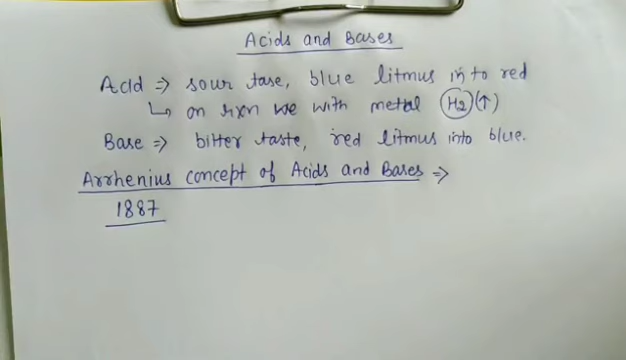 Acids and Bases
Acid ⇒ sour tase, blue litmus in to red
↳ on rxn we with metal H2 (↑)
Base ⇒ bitter taste, red litmus into blue.
Arrhenius concept of Acids and Bases ⇒
1887